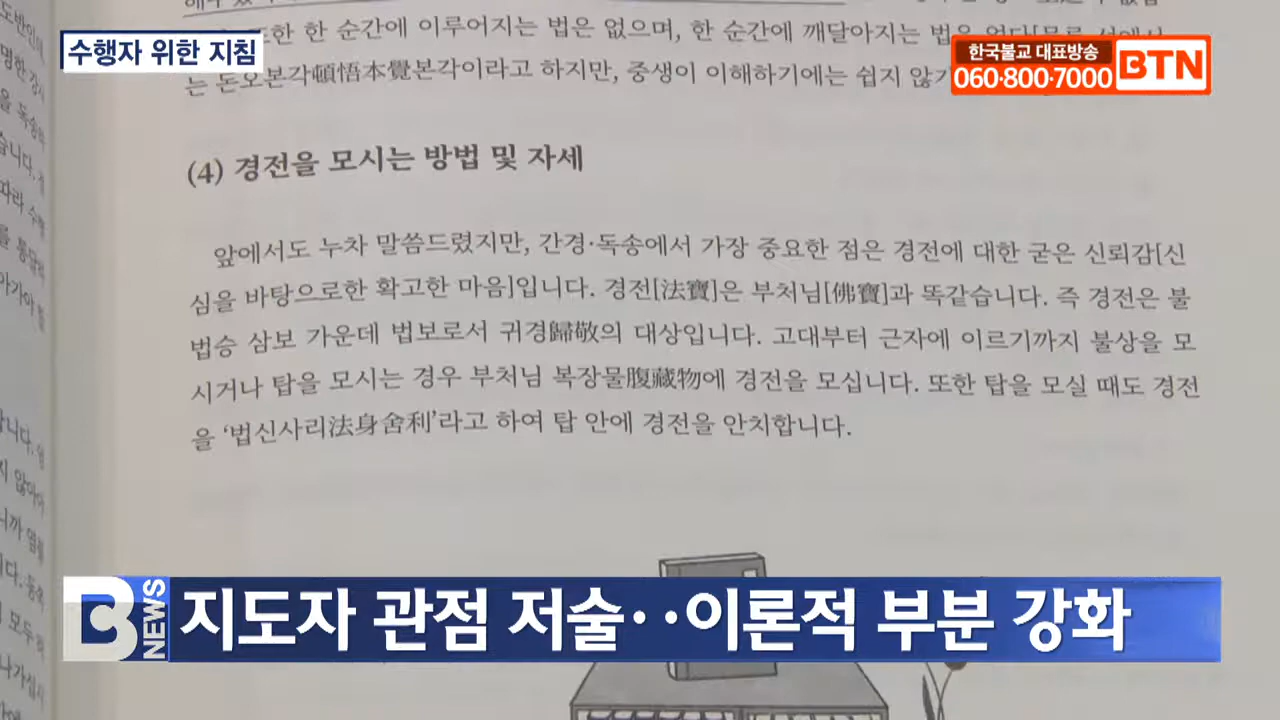 수행자 위한 지침
한국불교 대표방송
060·800·7000
BTN
또한 한 순간에 이루어지는 법은 없으며, 한 순간에 깨달아지는 법은
는 돈오본각頓悟本覺본각이라고 하지만, 중생이 이해하기에는 쉽지 않기
(4) 경전을 모시는 방법 및 자세
앞에서도 누차 말씀드렸지만, 간경·독송에서 가장 중요한 점은 경전에 대한 굳은 신뢰감[신
심을 바탕으로한 확고한 마음]입니다. 경전[法寶]은 부처님[佛寶]과 똑같습니다. 즉 경전은 불
법승 삼보 가운데 법보로서 귀경歸敬의 대상입니다. 고대부터 근자에 이르기까지 불상을 모
시거나 탑을 모시는 경우 부처님 복장물腹藏物에 경전을 모십니다. 또한 탑을 모실 때도 경전
을 ‘법신사리法身舍利’라고 하여 탑 안에 경전을 안치합니다.
B NEWS
지도자 관점 저술‥이론적 부분 강화